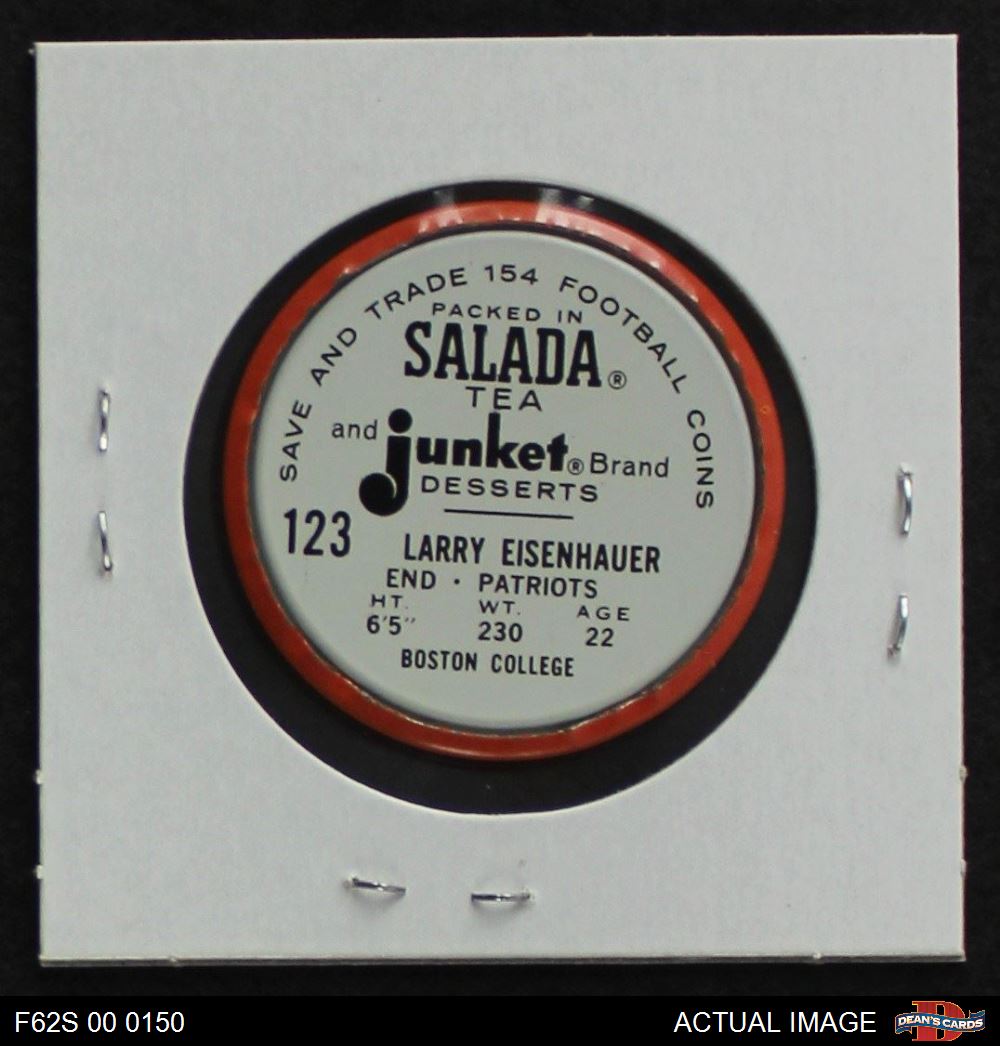 SAVE AND TRADE 154 FOOTBALL COINS
PACKED IN
SALADA®
TEA
and junket® Brand
DESSERTS
123
LARRY EISENHAUER
END · PATRIOTS
HT. WT. AGE
6'5" 230 22
BOSTON COLLEGE
F62S 00 0150
ACTUAL IMAGE
DEAN'S CARDS